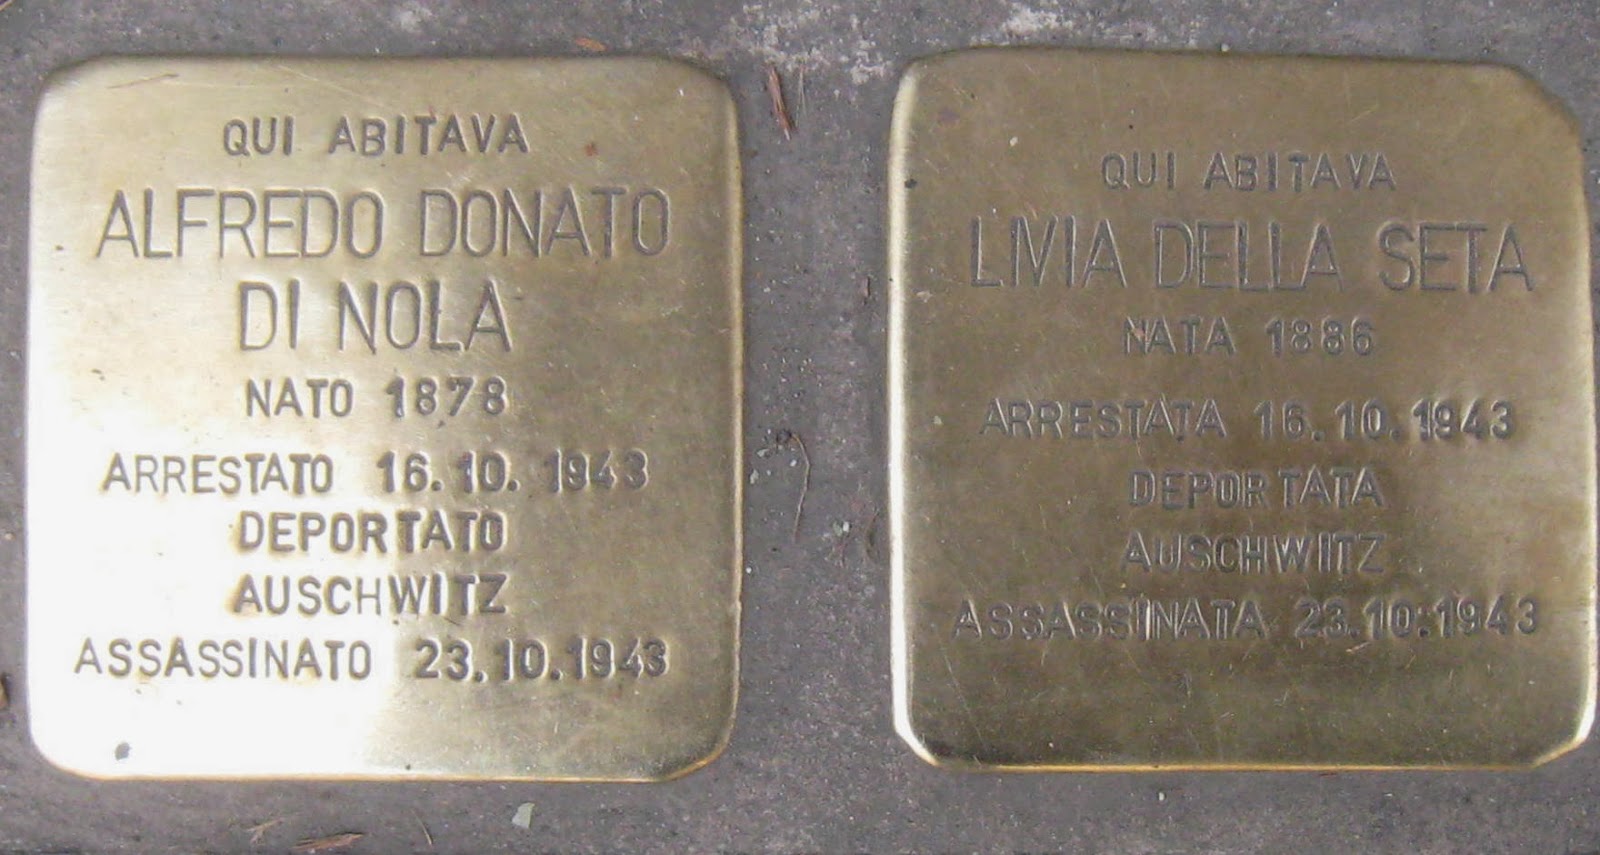 QUI ABITAVA
ALFREDO DONATO
DI NOLA
NATO 1878
ARRESTATO 16.10.1943
DEPORTATO
AUSCHWITZ
ASSASSINATO 23.10.1943
QUI ABITAVA
LIVIA DELLA SETA
NATA 1886
ARRESTATA 16.10.1943
DEPORTATA
AUSCHWITZ
ASSASSINATA 23.10.1943